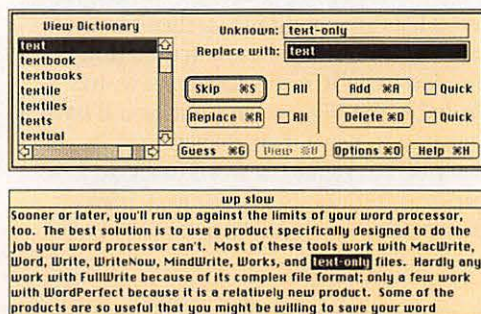 View Dictionary
text
textbook
textbooks
textile
textiles
texts
textual
Unknown: text-only
Replace with: text
Skip ⌘S All Add ⌘A Quick
Replace ⌘R All Delete ⌘D Quick
Guess ⌘G View ⌘U Options ⌘O Help ⌘H
wp slow
Sooner or later, you'll run up against the limits of your word processor,
too. The best solution is to use a product specifically designed to do the
job your word processor can't. Most of these tools work with MacWrite,
Word, Write, WriteNow, MindWrite, Works, and text-only files. Hardly any
work with FullWrite because of its complex file format; only a few work
with WordPerfect because it is a relatively new product. Some of the
products are so useful that you might be willing to save your word